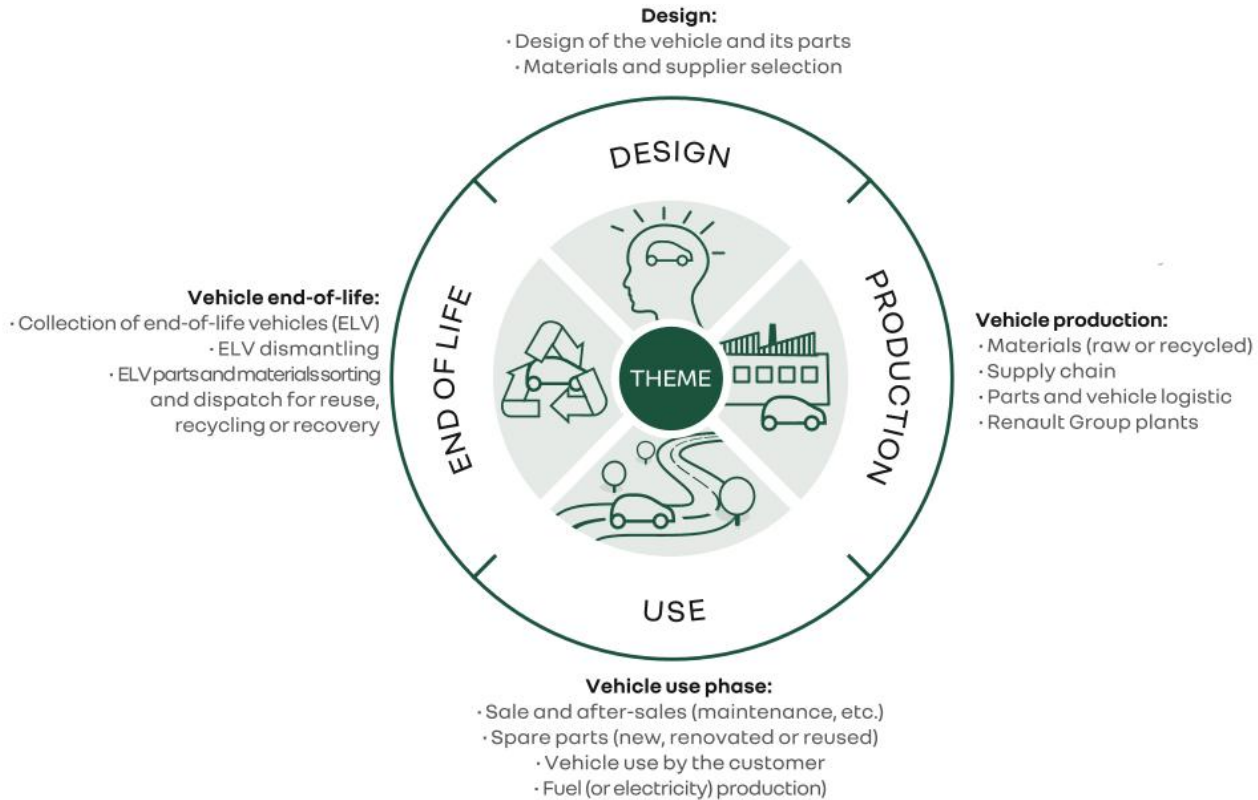 Design:
· Design of the vehicle and its parts
· Materials and supplier selection
DESIGN
PRODUCTION
USE
END OF LIFE
THEME
Vehicle end-of-life:
· Collection of end-of-life vehicles (ELV)
· ELV dismantling
· ELV parts and materials sorting
and dispatch for reuse,
recycling or recovery
Vehicle production:
· Materials (raw or recycled)
· Supply chain
· Parts and vehicle logistic
· Renault Group plants
Vehicle use phase:
· Sale and after-sales (maintenance, etc.)
· Spare parts (new, renovated or reused)
· Vehicle use by the customer
· Fuel (or electricity) production)